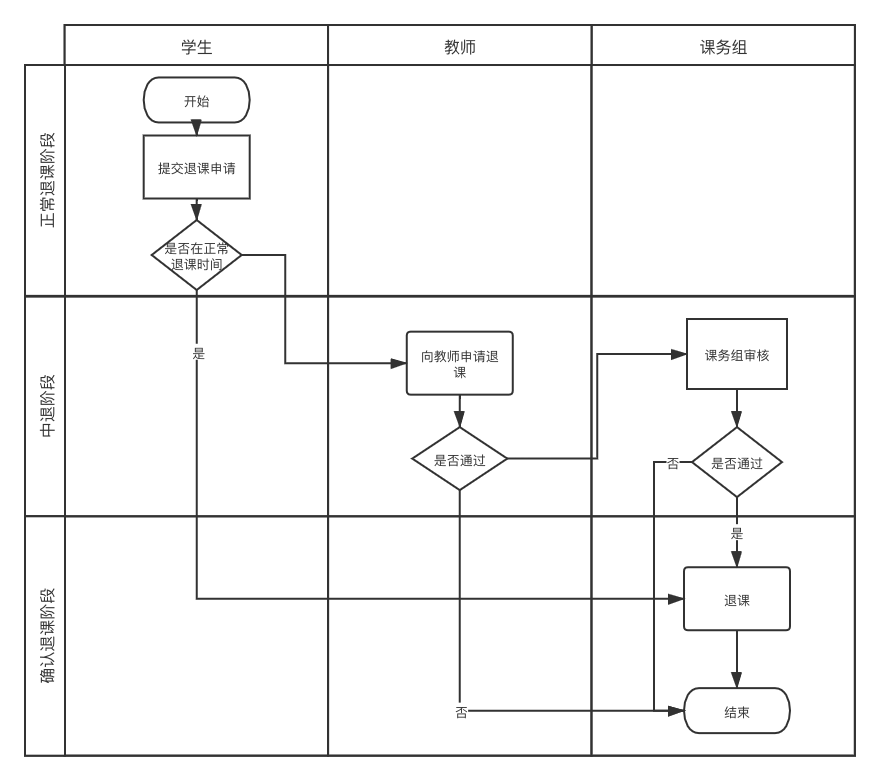 学生
教师
课务组
正常退课阶段
开始
提交退课申请
是否在正常
退课时间
中退阶段
是
向教师申请退
课
课务组审核
是否通过
否
是否通过
确认退课阶段
是
退课
否
结束